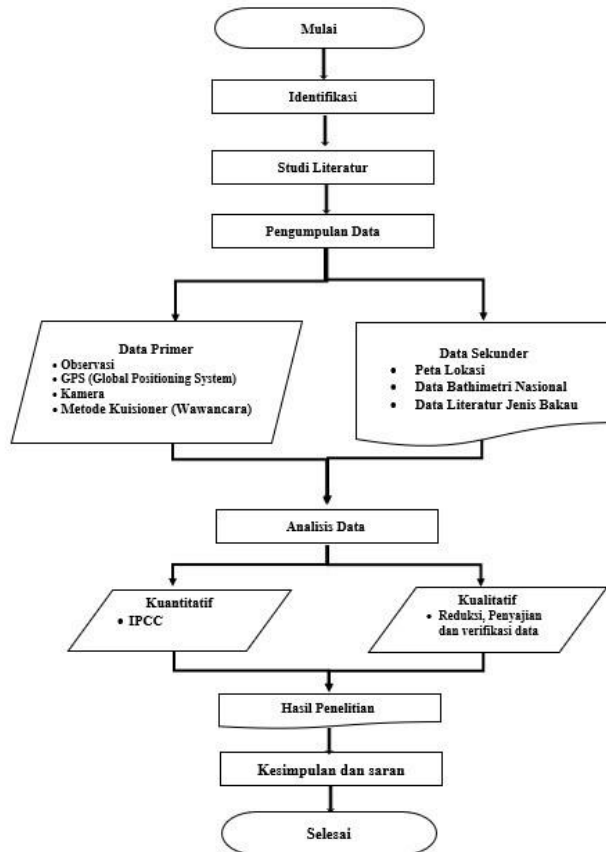 Mulai
Identifikasi
Studi Literatur
Pengumpulan Data
Data Primer
• Observasi
• GPS (Global Positioning System)
• Kamera
• Metode Kuisioner (Wawancara)
Data Sekunder
• Peta Lokasi
• Data Bathimetri Nasional
• Data Literatur Jenis Bakau
Analisis Data
Kuantitatif
• IPCC
Kualitatif
• Reduksi, Penyajian
dan verifikasi data
Hasil Penelitian
Kesimpulan dan saran
Selesai